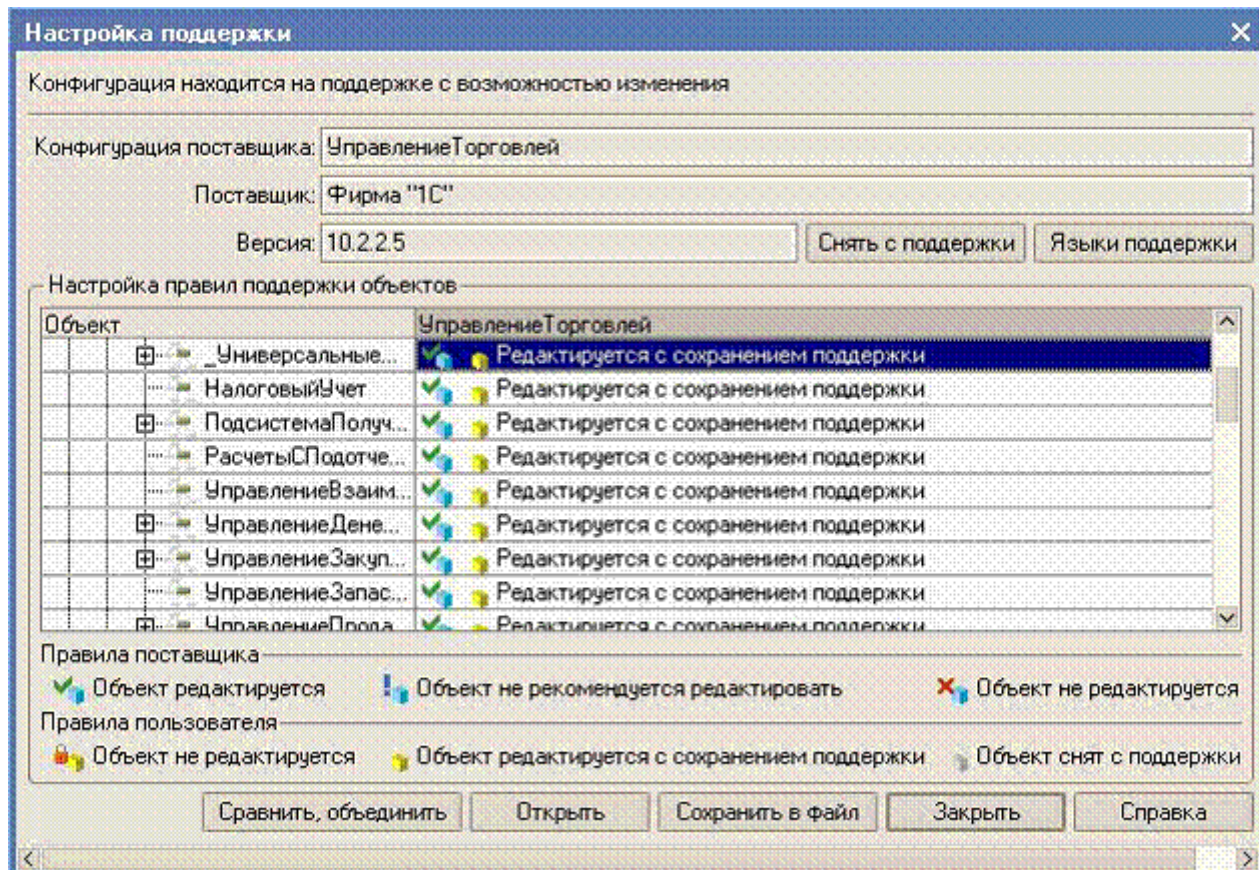 Настройка поддержки
Конфигурация находится на поддержке с возможностью изменения
Конфигурация поставщика: УправлениеТорговлей
Поставщик: Фирма "1С"
Версия: 10.2.2.5 Снять с поддержки Языки поддержки
Настройка правил поддержки объектов
Объект УправлениеТорговлей
_Универсальные... Редактируется с сохранением поддержки
НалоговыйУчет Редактируется с сохранением поддержки
ПодсистемаПолуч... Редактируется с сохранением поддержки
РасчетыСПодотче... Редактируется с сохранением поддержки
УправлениеВзаим... Редактируется с сохранением поддержки
УправлениеДене... Редактируется с сохранением поддержки
УправлениеЗакуп... Редактируется с сохранением поддержки
УправлениеЗапас... Редактируется с сохранением поддержки
УправлениеПрода Редактируется с сохранением поддержки
Правила поставщика
Объект редактируется Объект не рекомендуется редактировать Объект не редактируется
Правила пользователя
Объект не редактируется Объект редактируется с сохранением поддержки Объект снят с поддержки
Сравнить, объединить Открыть Сохранить в файл Закрыть Справка